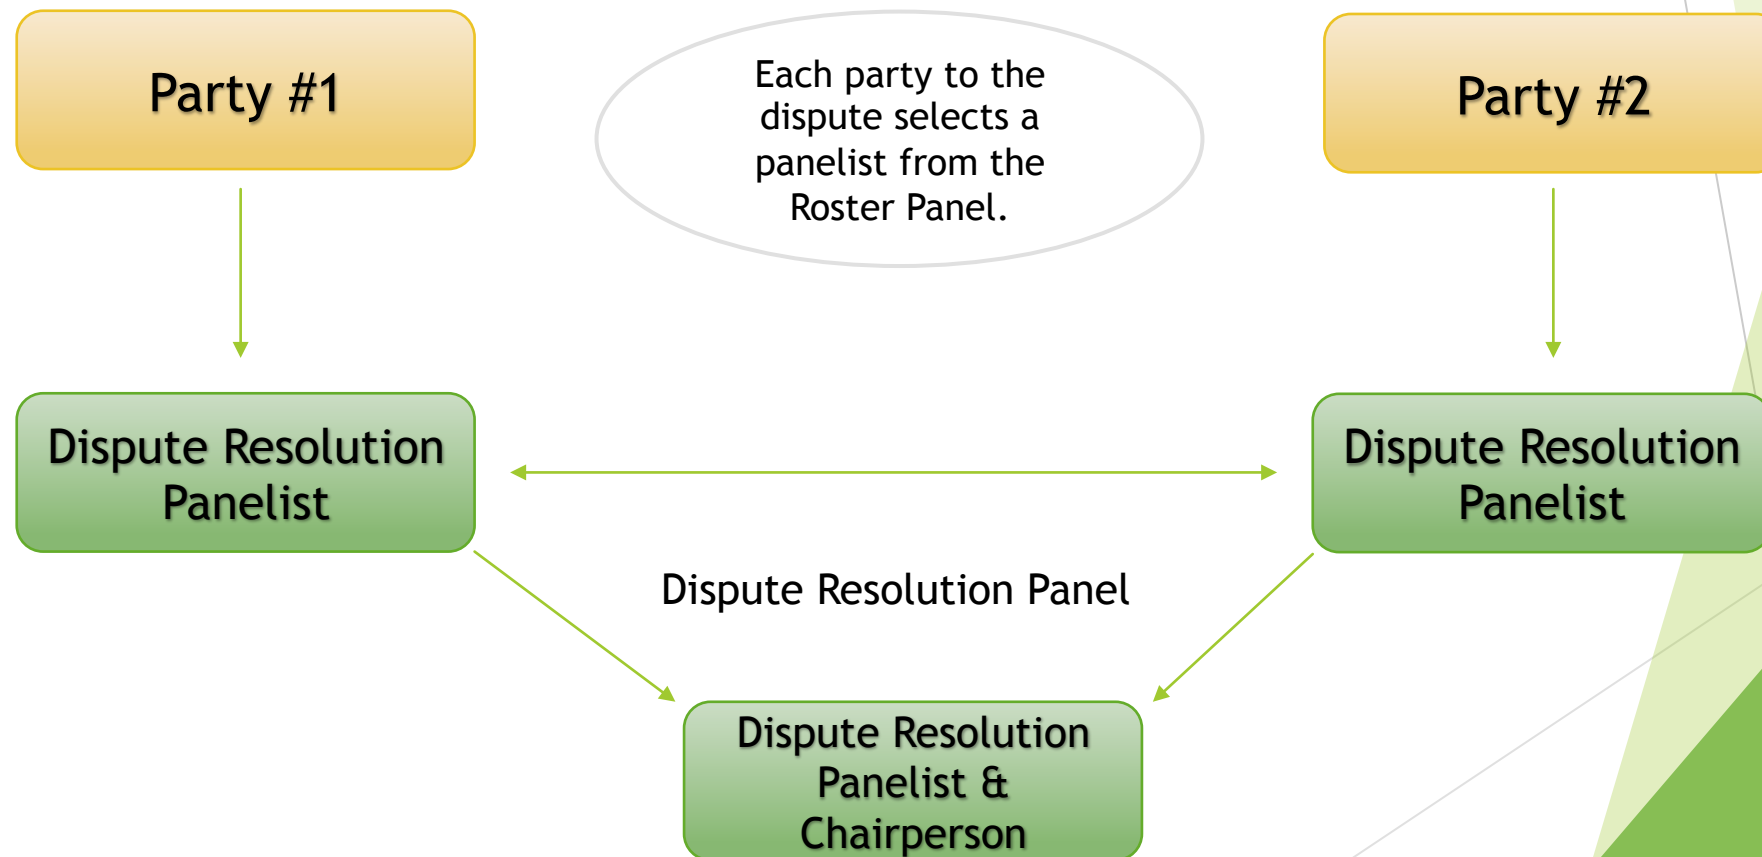 Party #1
Each party to the
dispute selects a
panelist from the
Roster Panel.
Party #2
Dispute Resolution
Panelist
Dispute Resolution
Panelist
Dispute Resolution Panel
Dispute Resolution
Panelist &
Chairperson